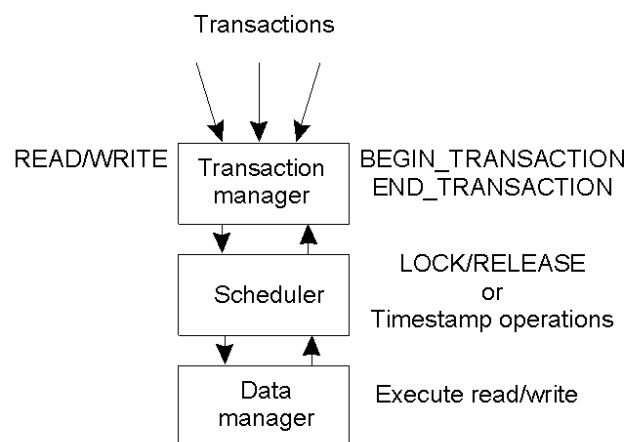 Transactions
READ/WRITE
Transaction
manager
BEGIN_TRANSACTION
END_TRANSACTION
Scheduler
LOCK/RELEASE
or
Timestamp operations
Data
manager
Execute read/write